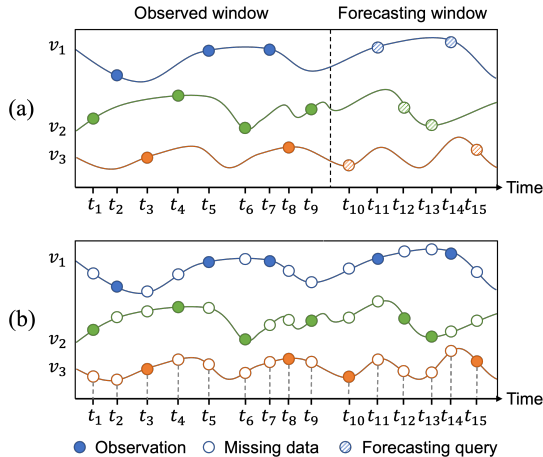 Observed window Forecasting window
(a)
v₁
v₂
v₃
t₁ t₂ t₃ t₄ t₅ t₆ t₇ t₈ t₉ t₁₀ t₁₁ t₁₂ t₁₃ t₁₄ t₁₅ Time
(b)
v₁
v₂
v₃
t₁ t₂ t₃ t₄ t₅ t₆ t₇ t₈ t₉ t₁₀ t₁₁ t₁₂ t₁₃ t₁₄ t₁₅ Time
Observation Missing data Forecasting query